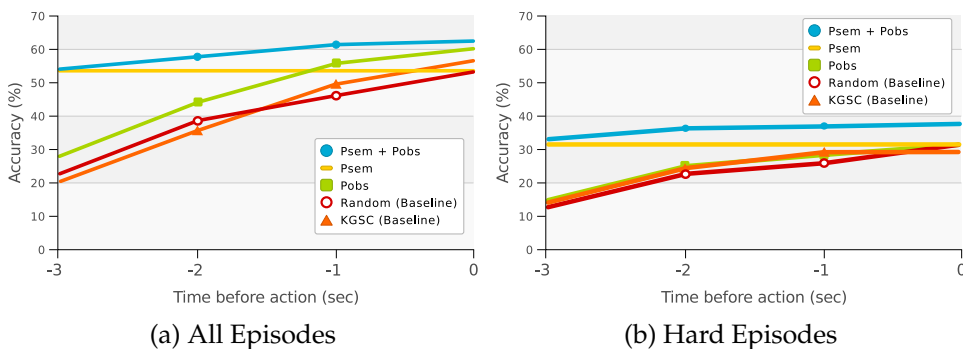 70
60
50
40
30
20
10
0
Accuracy (%)
-3
-2
-1
0
Time before action (sec)
Psem + Pobs
Psem
Pobs
Random (Baseline)
KGSC (Baseline)
(a) All Episodes
70
60
50
40
30
20
10
0
Accuracy (%)
-3
-2
-1
0
Time before action (sec)
Psem + Pobs
Psem
Pobs
Random (Baseline)
KGSC (Baseline)
(b) Hard Episodes